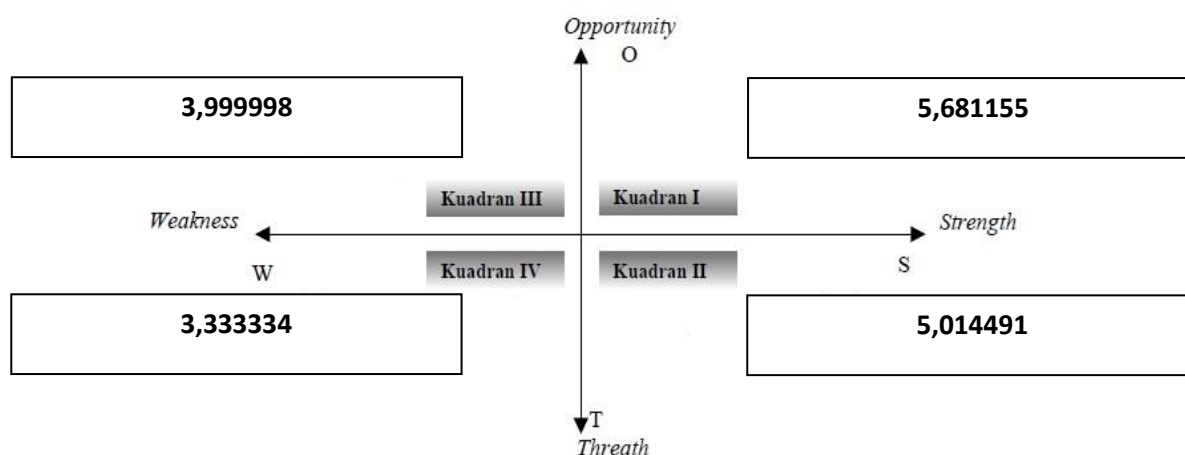 Opportunity
O
3,999998
5,681155
Kuadran III
Kuadran I
Weakness
Strength
W
Kuadran IV
Kuadran II
S
3,333334
5,014491
T
Threath